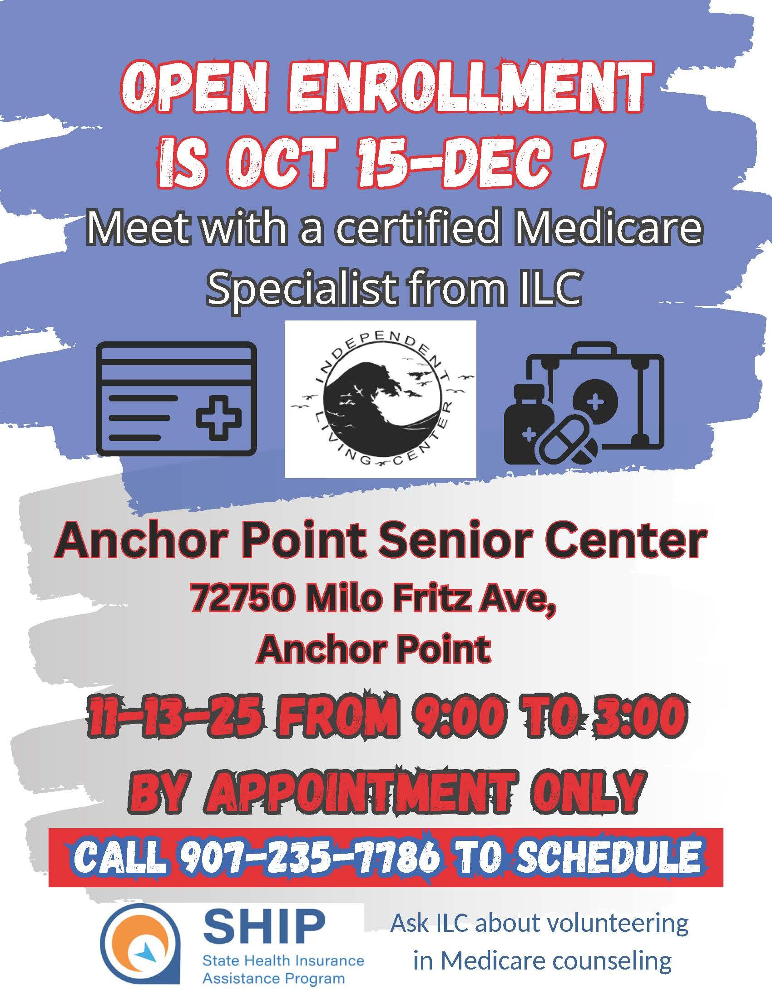 OPEN ENROLLMENT
IS OCT 15-DEC 7
Meet with a certified Medicare
Specialist from ILC
INDEPENDENT
LIVING CENTER
Anchor Point Senior Center
72750 Milo Fritz Ave,
Anchor Point
11-13-25 FROM 9:00 TO 3:00
BY APPOINTMENT ONLY
CALL 907-235-7786 TO SCHEDULE
SHIP
State Health Insurance
Assistance Program
Ask ILC about volunteering
in Medicare counseling